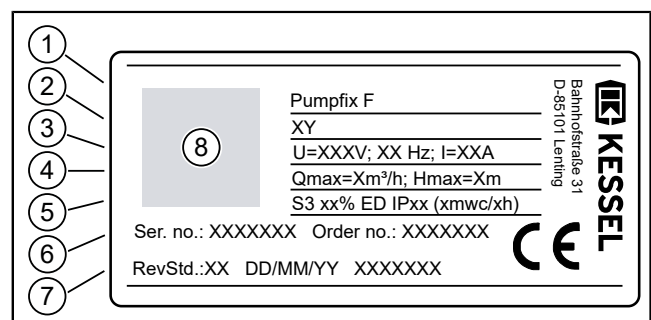 1
2
3
4
5
6
7
8
Pumpfix F
XY
U=XXXV; XX Hz; I=XXA
Qmax=Xm³/h; Hmax=Xm
S3 xx% ED IPxx (xmwc/xh)
Ser. no.: XXXXXXX Order no.: XXXXXXX
RevStd.:XX DD/MM/YY XXXXXXX
Bahnhofstraße 31
D-85101 Lenting
KESSEL
CE